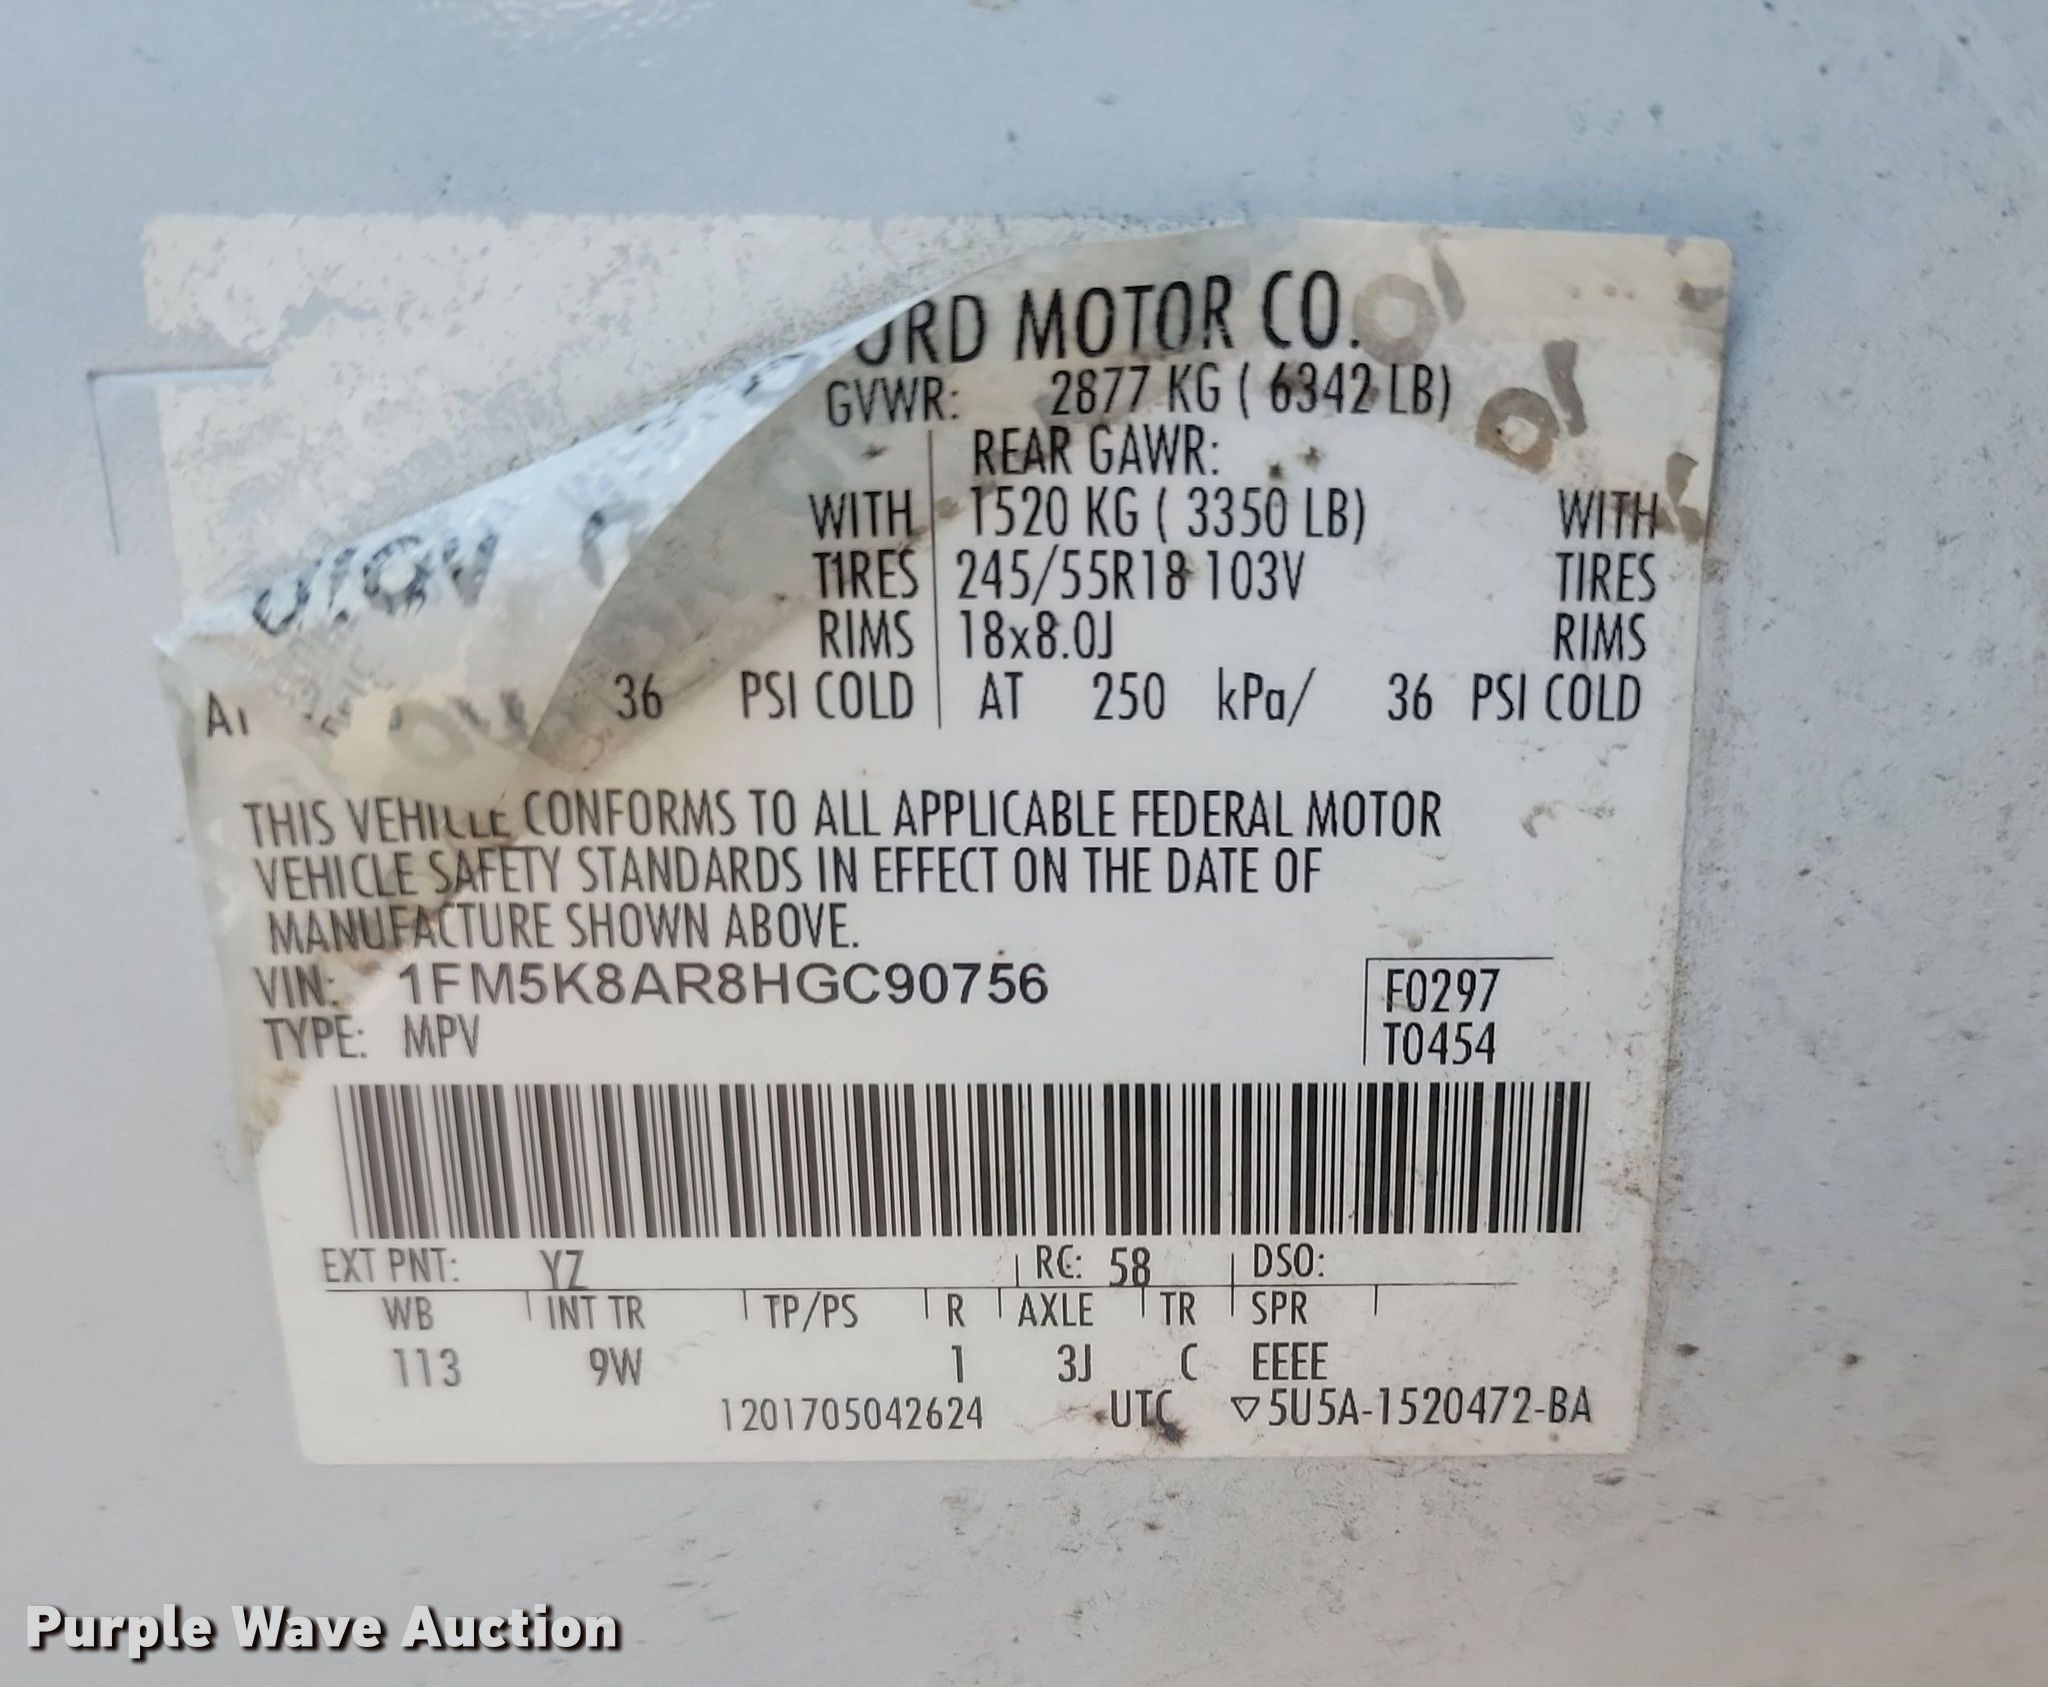 ORD MOTOR CO.
GVWR: 2877 KG ( 6342 LB)
REAR GAWR:
WITH 1520 KG ( 3350 LB) WITH
TIRES 245/55R18 103V TIRES
RIMS 18x8.0J RIMS
36 PSI COLD AT 250 kPa/ 36 PSI COLD
THIS VEHICLE CONFORMS TO ALL APPLICABLE FEDERAL MOTOR
VEHICLE SAFETY STANDARDS IN EFFECT ON THE DATE OF
MANUFACTURE SHOWN ABOVE.
VIN: 1FM5K8AR8HGC90756 F0297
TYPE: MPV T0454
EXT PNT: YZ RC: 58 DSO:
WB INT TR TP/PS R AXLE TR SPR
113 9W 1 3J C EEEE
1201705042624 UTC ▽5U5A-1520472-BA
Purple Wave Auction